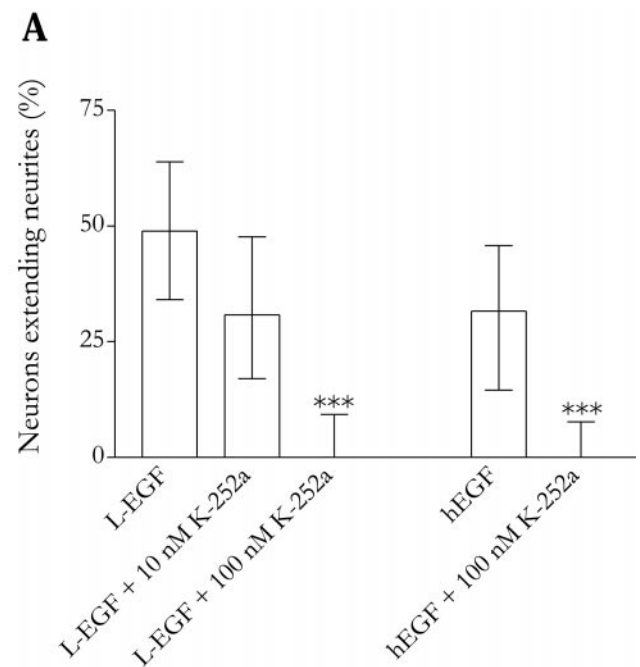 A
Neurons extending neurites (%)
75
50
25
0
***
***
L-EGF
L-EGF + 10 nM K-252a
L-EGF + 100 nM K-252a
hEGF
hEGF + 100 nM K-252a